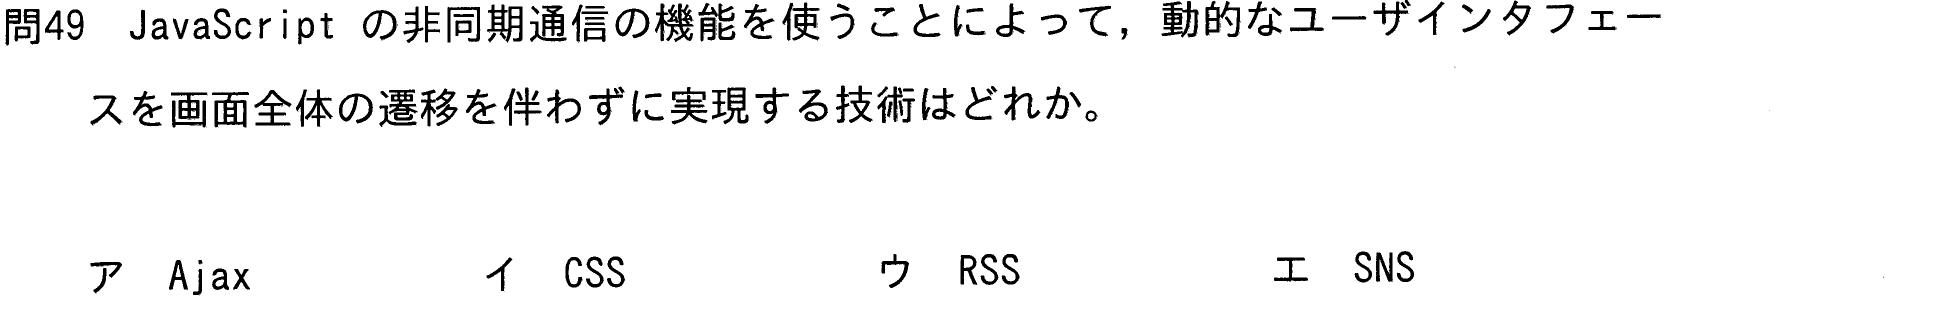 問49 JavaScript の非同期通信の機能を使うことによって，動的なユーザインタフェー
スを画面全体の遷移を伴わずに実現する技術はどれか。
ア Ajax イ CSS ウ RSS エ SNS